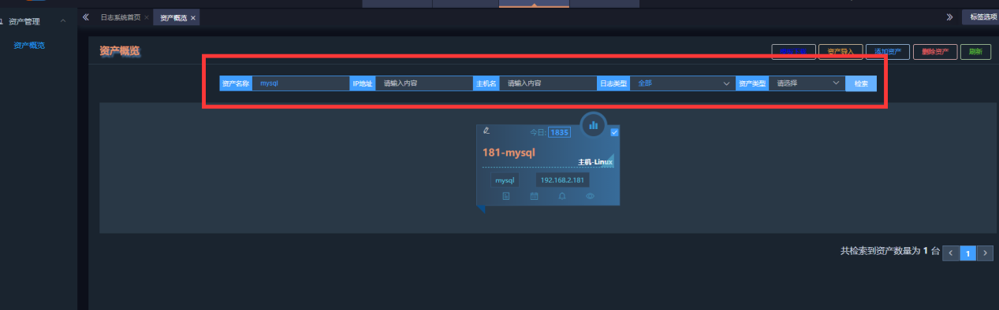 资产管理
日志系统首页 ×
资产概览 ×
标签选项
资产概览
资产概览
资产导入
添加资产
删除资产
刷新
资产名称 mysql
IP地址 请输入内容
主机名 请输入内容
日志类型 全部
资产类型 请选择
检索
今日: 1835
181-mysql
主机-Linux
mysql 192.168.2.181
共检索到资产数量为 1 台 < 1 >